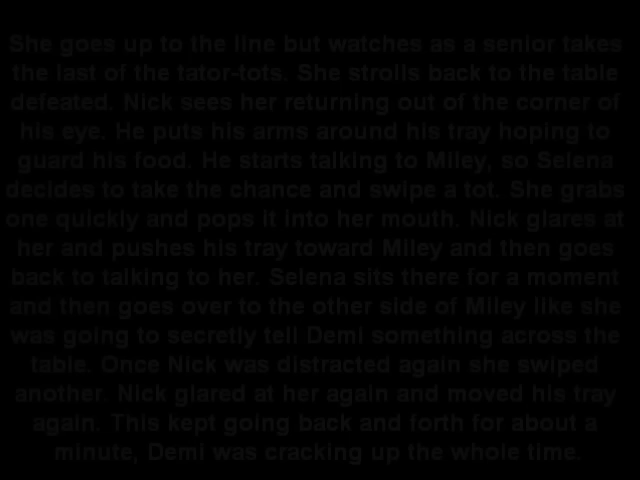 She goes up to the line but watches as a senior takes
the last of the tator-tots. She strolls back to the table
defeated. Nick sees her returning out of the corner of
his eye. He puts his arms around his tray hoping to
guard his food. He starts talking to Miley, so Selena
decides to take the chance and swipe a tot. She grabs
one quickly and pops it into her mouth. Nick glares at
her and pushes his tray toward Miley and then goes
back to talking to her. Selena sits there for a moment
and then goes over to the other side of Miley like she
was going to secretly tell Demi something across the
table. Once Nick was distracted again she swiped
another. Nick glared at her again and moved his tray
again. This kept going back and forth for about a
minute, Demi was cracking up the whole time.